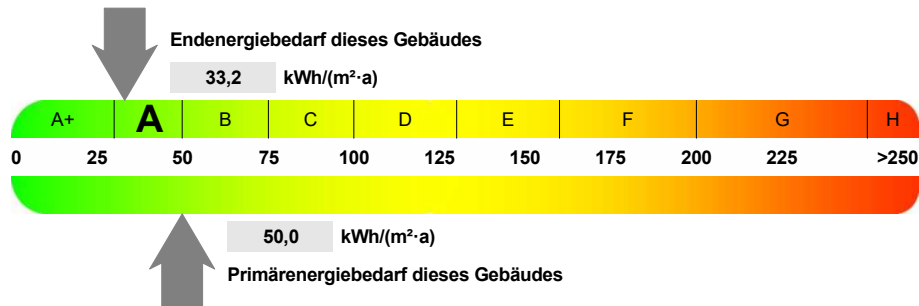 Endenergiebedarf dieses Gebäudes
33,2 kWh/(m²·a)
A+ A B C D E F G H
0 25 50 75 100 125 150 175 200 225 >250
50,0 kWh/(m²·a)
Primärenergiebedarf dieses Gebäudes